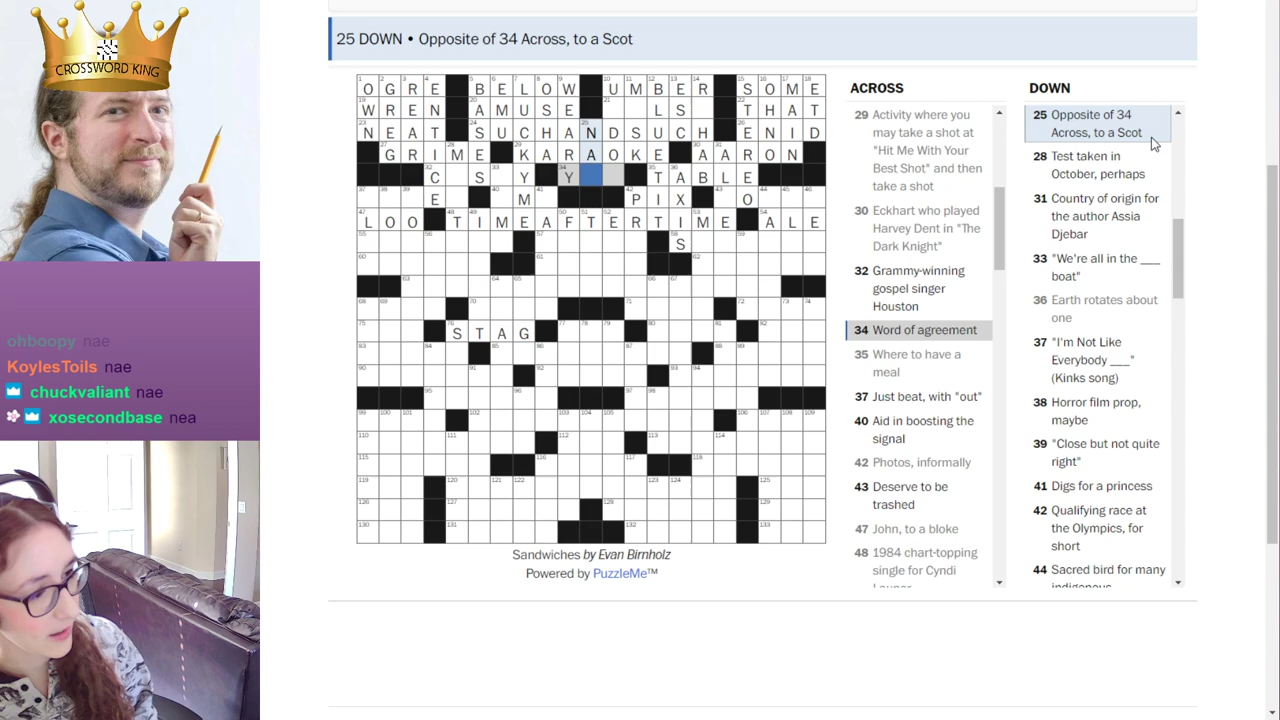 CROSSWORD KING
25 DOWN • Opposite of 34 Across, to a Scot
OGRE BELOW UMBER SOME
WREN AMUSE LS THAT
NEAT SUCHANDSUCH ENID
GRIME KARAOKE AARON
C S Y Y TABLE
E M PIX O
LOO TIMEAFTERTIME ALE
S
STAG
Sandwiches by Evan Birnholz
Powered by PuzzleMe™
ACROSS
29 Activity where you
may take a shot at
"Hit Me With Your
Best Shot" and then
take a shot
30 Eckhart who played
Harvey Dent in "The
Dark Knight"
32 Grammy-winning
gospel singer
Houston
34 Word of agreement
35 Where to have a
meal
37 Just beat, with "out"
40 Aid in boosting the
signal
42 Photos, informally
43 Deserve to be
trashed
47 John, to a bloke
48 1984 chart-topping
single for Cyndi
DOWN
25 Opposite of 34
Across, to a Scot
28 Test taken in
October, perhaps
31 Country of origin for
the author Assia
Djebar
33 "We're all in the ___
boat"
36 Earth rotates about
one
37 "I'm Not Like
Everybody ___"
(Kinks song)
38 Horror film prop,
maybe
39 "Close but not quite
right"
41 Digs for a princess
42 Qualifying race at
the Olympics, for
short
44 Sacred bird for many
indigenous
ohboopy nae
KoylesToils nae
chuckvaliant nae
xosecondbase nea